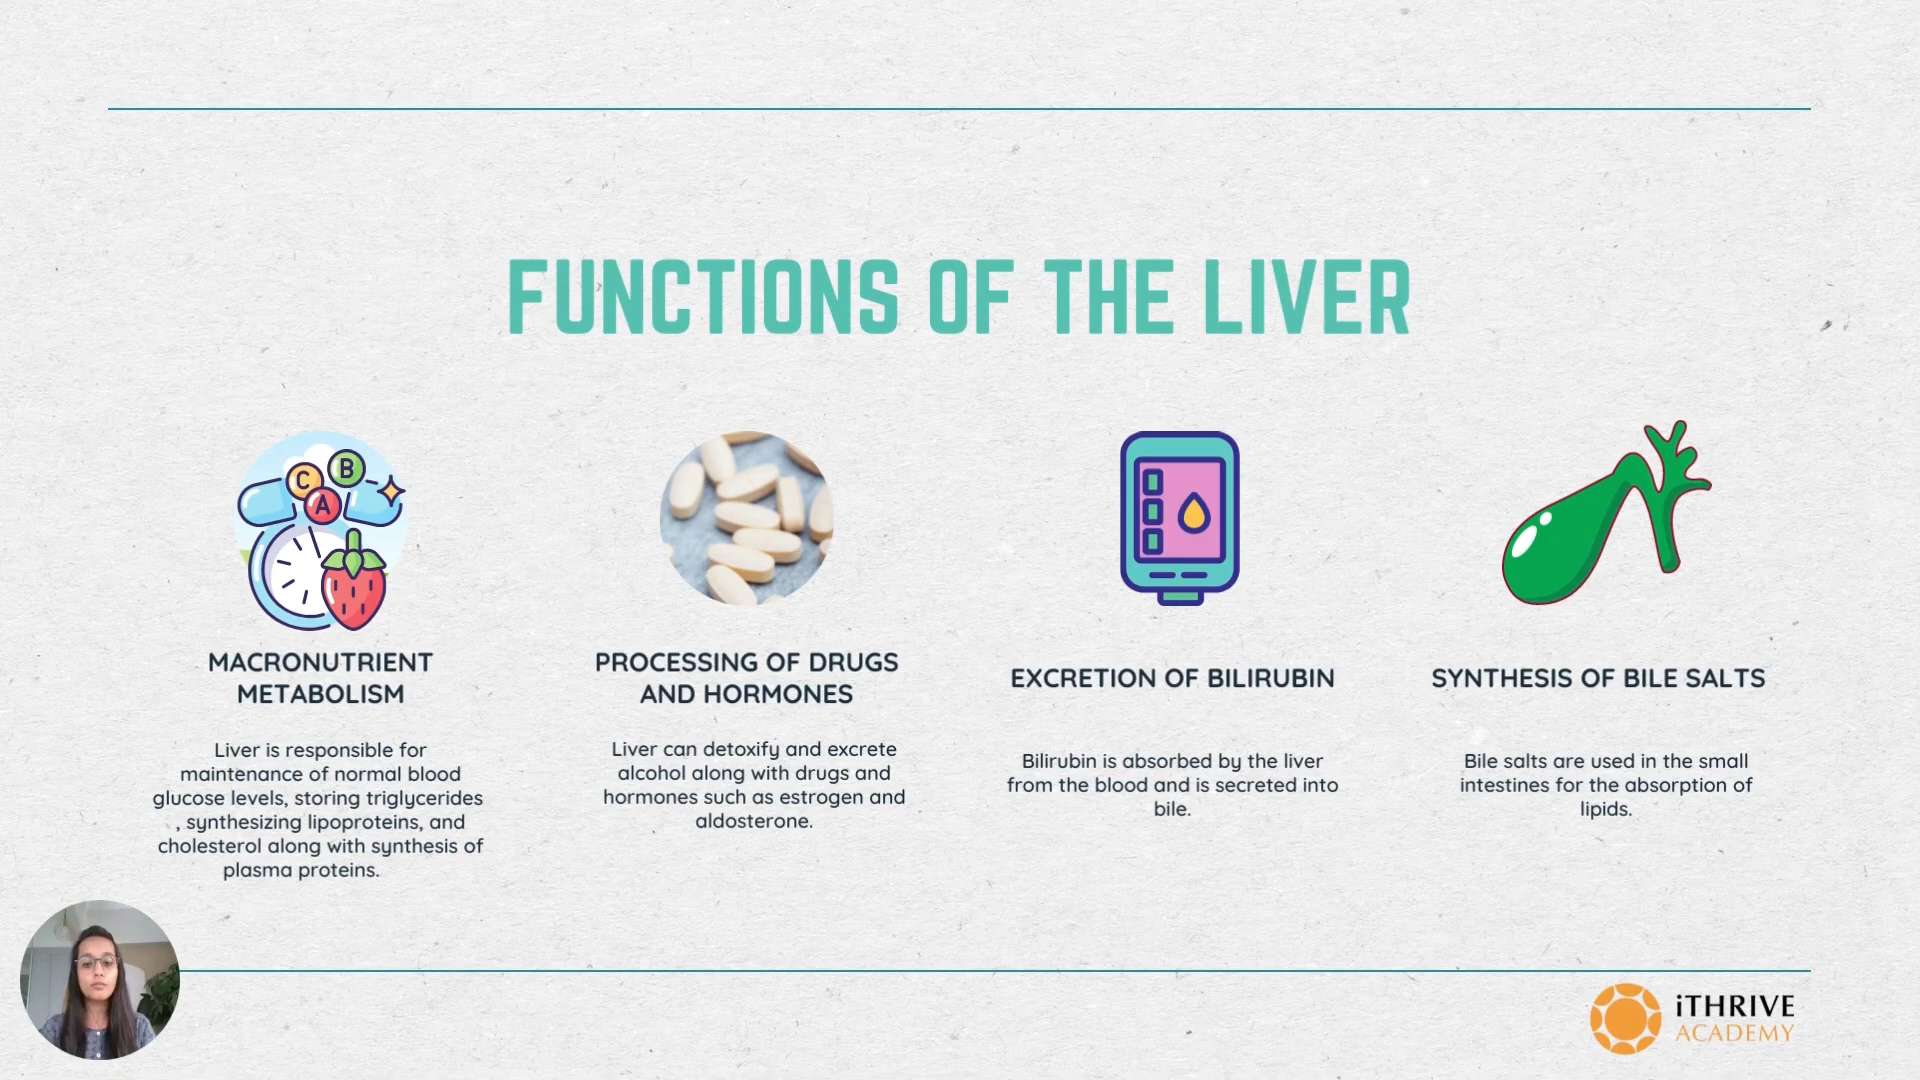 FUNCTIONS OF THE LIVER
C
B
A
MACRONUTRIENT
METABOLISM
Liver is responsible for
maintenance of normal blood
glucose levels, storing triglycerides
, synthesizing lipoproteins, and
cholesterol along with synthesis of
plasma proteins.
PROCESSING OF DRUGS
AND HORMONES
Liver can detoxify and excrete
alcohol along with drugs and
hormones such as estrogen and
aldosterone.
EXCRETION OF BILIRUBIN
Bilirubin is absorbed by the liver
from the blood and is secreted into
bile.
SYNTHESIS OF BILE SALTS
Bile salts are used in the small
intestines for the absorption of
lipids.
iTHRIVE
ACADEMY